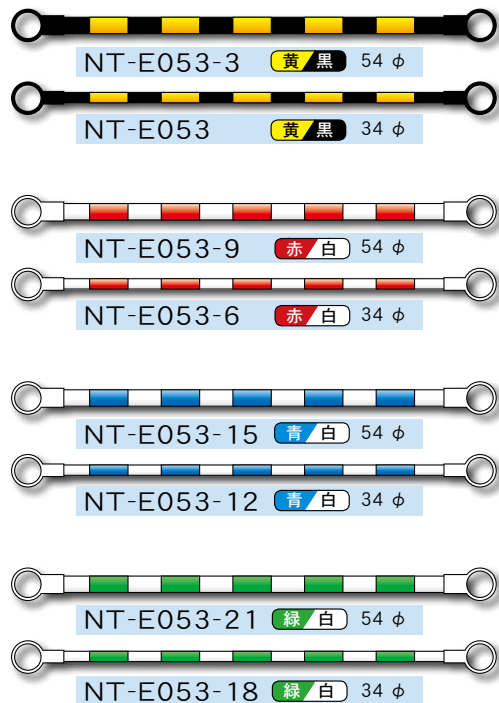 NT-E053-3 黄 黒 54 φ
NT-E053 黄 黒 34 φ
NT-E053-9 赤 白 54 φ
NT-E053-6 赤 白 34 φ
NT-E053-15 青 白 54 φ
NT-E053-12 青 白 34 φ
NT-E053-21 緑 白 54 φ
NT-E053-18 緑 白 34 φ